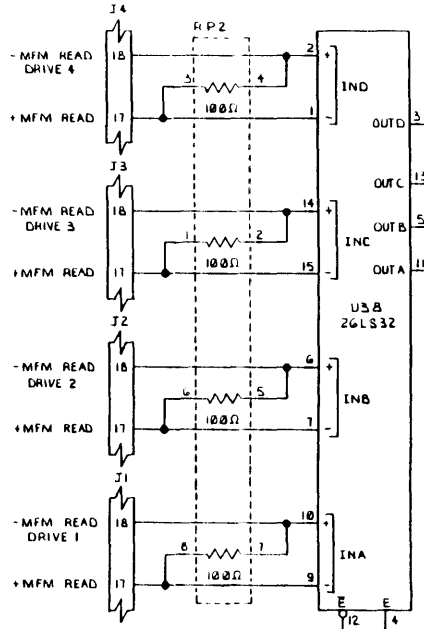 J4 RP2
- MFM READ 18 2 +
DRIVE 4 3 4 IND
100Ω
+ MFM READ 17 1 -
OUTD 3
J3
OUTC 13
- MFM READ 18 14 +
DRIVE 3 1 2 INC OUTB 5
100Ω
+ MFM READ 17 15 - OUTA 11
U38
26LS32
J2
- MFM READ 18 6 +
DRIVE 2 6 5 INB
100Ω
+ MFM READ 17 7 -
J1
- MFM READ 18 10 +
DRIVE 1 8 7 INA
100Ω
+ MFM READ 17 9 -
E E
12 4